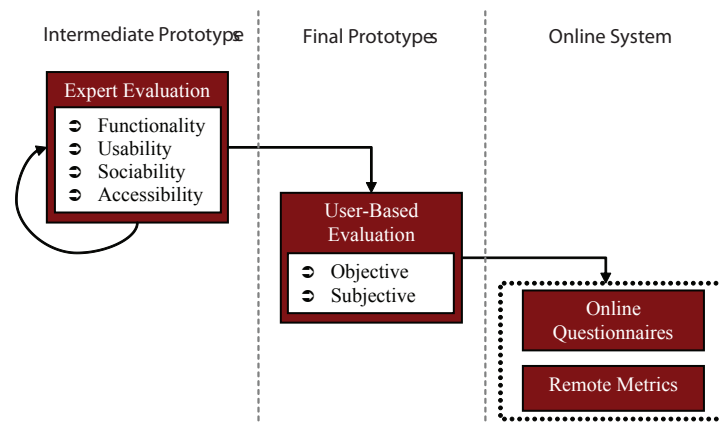 Intermediate Prototypes
Final Prototypes
Online System
Expert Evaluation
Functionality
Usability
Sociability
Accessibility
User-Based
Evaluation
Objective
Subjective
Online
Questionnaires
Remote Metrics